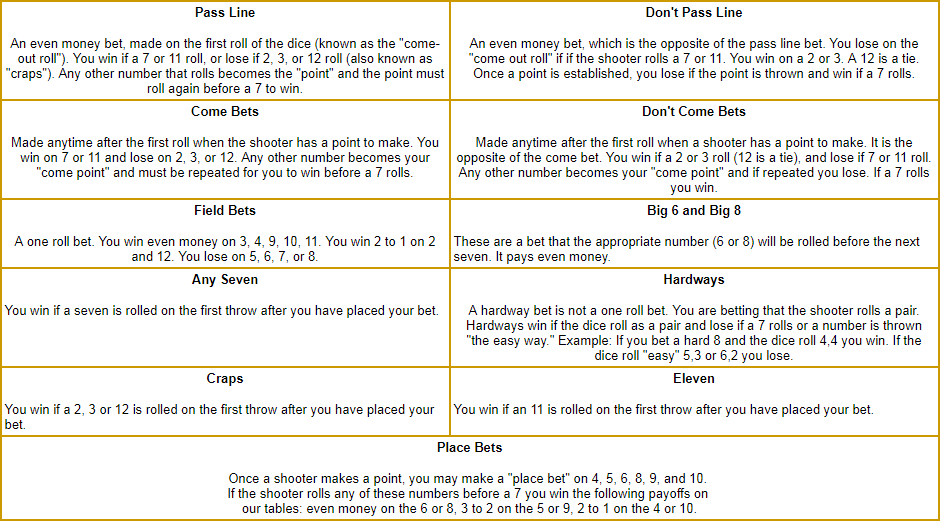 Pass Line
An even money bet, made on the first roll of the dice (known as the "come-
out roll"). You win if a 7 or 11 roll, or lose if 2, 3, or 12 roll (also known as
"craps"). Any other number that rolls becomes the "point" and the point must
roll again before a 7 to win.
Don't Pass Line
An even money bet, which is the opposite of the pass line bet. You lose on the
"come out roll" if if the shooter rolls a 7 or 11. You win on a 2 or 3. A 12 is a tie.
Once a point is established, you lose if the point is thrown and win if a 7 rolls.
Come Bets
Made anytime after the first roll when the shooter has a point to make. You
win on 7 or 11 and lose on 2, 3, or 12. Any other number becomes your
"come point" and must be repeated for you to win before a 7 rolls.
Don't Come Bets
Made anytime after the first roll when a shooter has a point to make. It is the
opposite of the come bet. You win if a 2 or 3 roll (12 is a tie), and lose if 7 or 11 roll.
Any other number becomes your "come point" and if repeated you lose. If a 7 rolls
you win.
Field Bets
A one roll bet. You win even money on 3, 4, 9, 10, 11. You win 2 to 1 on 2
and 12. You lose on 5, 6, 7, or 8.
Big 6 and Big 8
These are a bet that the appropriate number (6 or 8) will be rolled before the next
seven. It pays even money.
Any Seven
You win if a seven is rolled on the first throw after you have placed your bet.
Hardways
A hardway bet is not a one roll bet. You are betting that the shooter rolls a pair.
Hardways win if the dice roll as a pair and lose if a 7 rolls or a number is thrown
"the easy way." Example: If you bet a hard 8 and the dice roll 4,4 you win. If the
dice roll "easy" 5,3 or 6,2 you lose.
Craps
You win if a 2, 3 or 12 is rolled on the first throw after you have placed your
bet.
Eleven
You win if an 11 is rolled on the first throw after you have placed your bet.
Place Bets
Once a shooter makes a point, you may make a "place bet" on 4, 5, 6, 8, 9, and 10.
If the shooter rolls any of these numbers before a 7 you win the following payoffs on
our tables: even money on the 6 or 8, 3 to 2 on the 5 or 9, 2 to 1 on the 4 or 10.